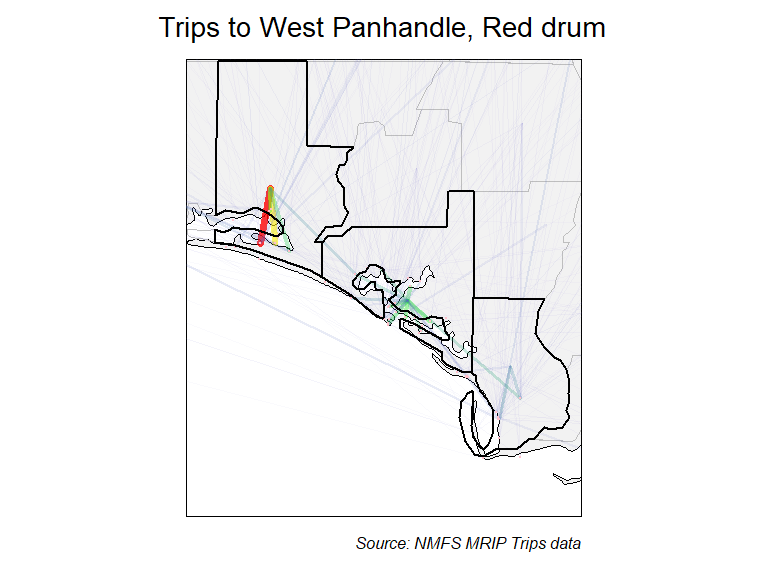 Trips to West Panhandle, Red drum
Source: NMFS MRIP Trips data